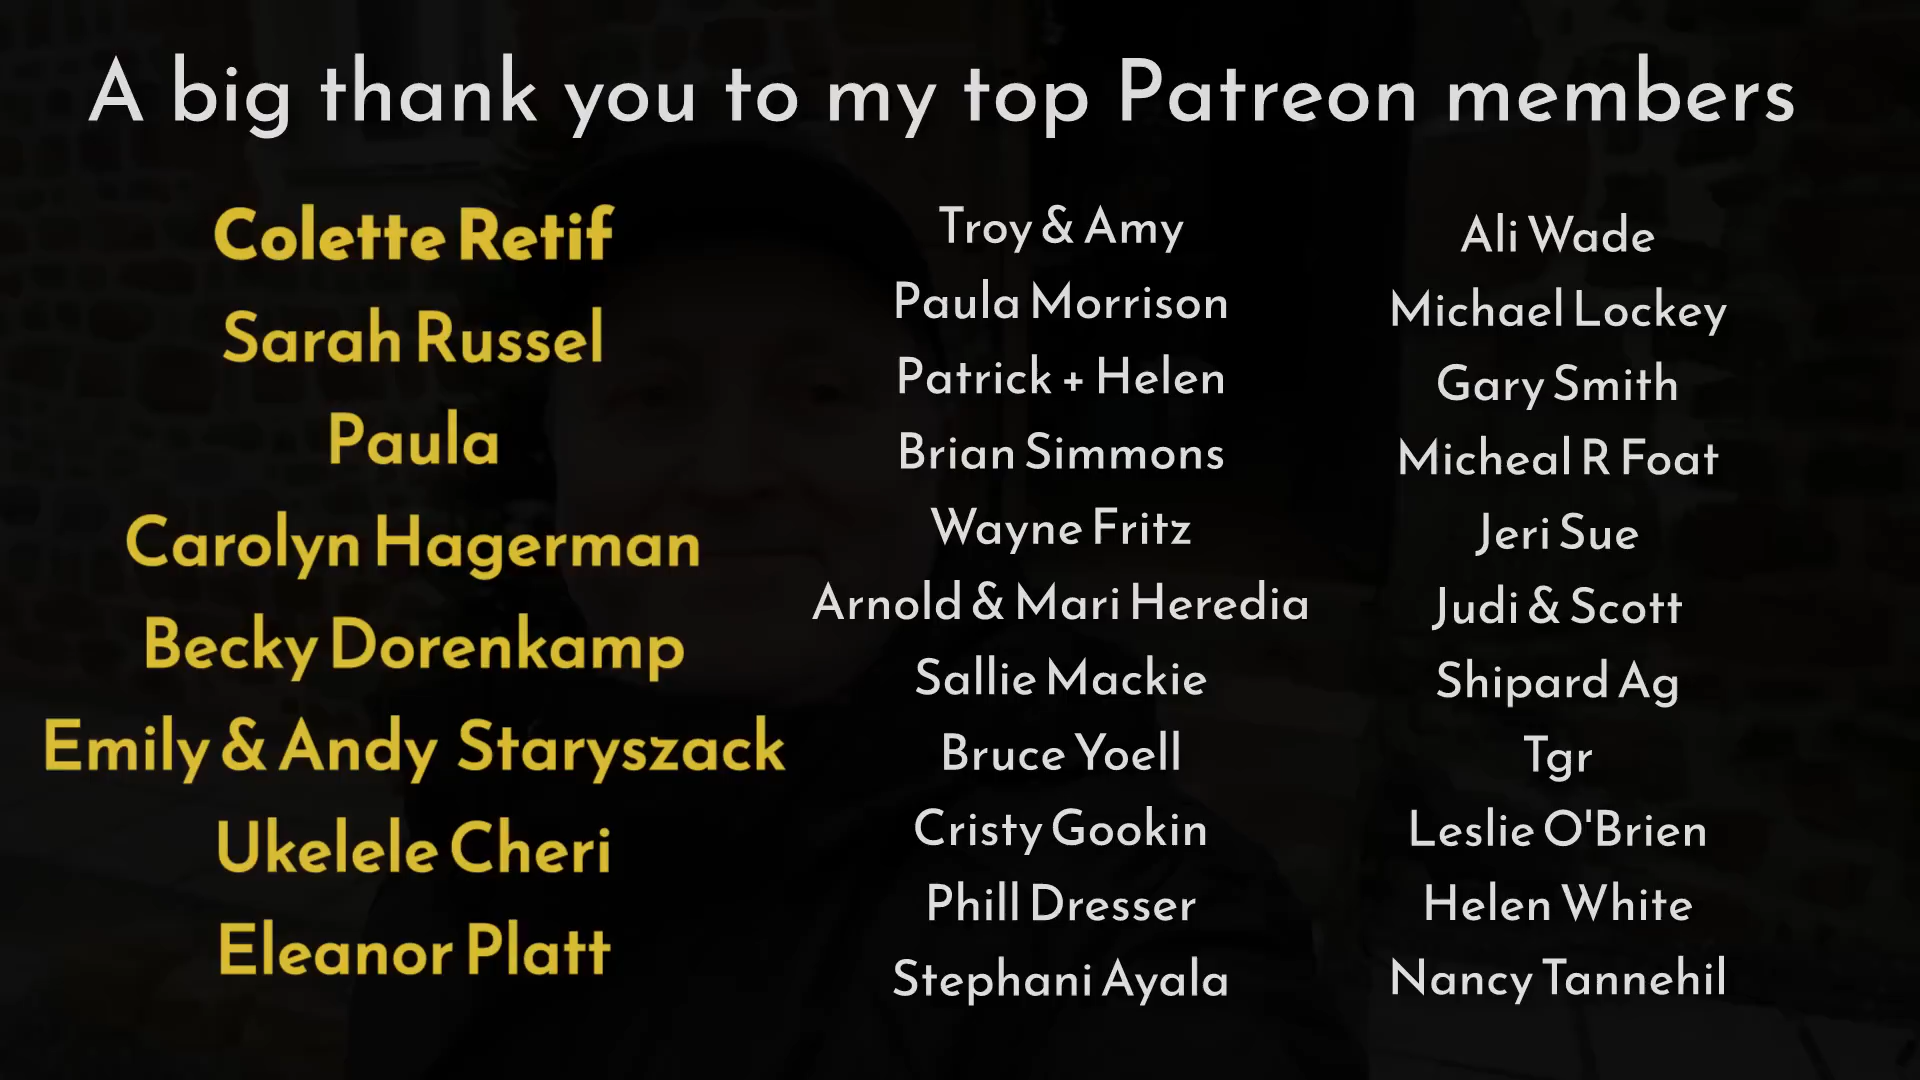 A big thank you to my top Patreon members
Colette Retif
Sarah Russel
Paula
Carolyn Hagerman
Becky Dorenkamp
Emily & Andy Staryszack
Ukelele Cheri
Eleanor Platt
Troy & Amy
Paula Morrison
Patrick + Helen
Brian Simmons
Wayne Fritz
Arnold & Mari Heredia
Sallie Mackie
Bruce Yoell
Cristy Gookin
Phill Dresser
Stephani Ayala
Ali Wade
Michael Lockey
Gary Smith
Micheal R Foat
Jeri Sue
Judi & Scott
Shipard Ag
Tgr
Leslie O'Brien
Helen White
Nancy Tannehil